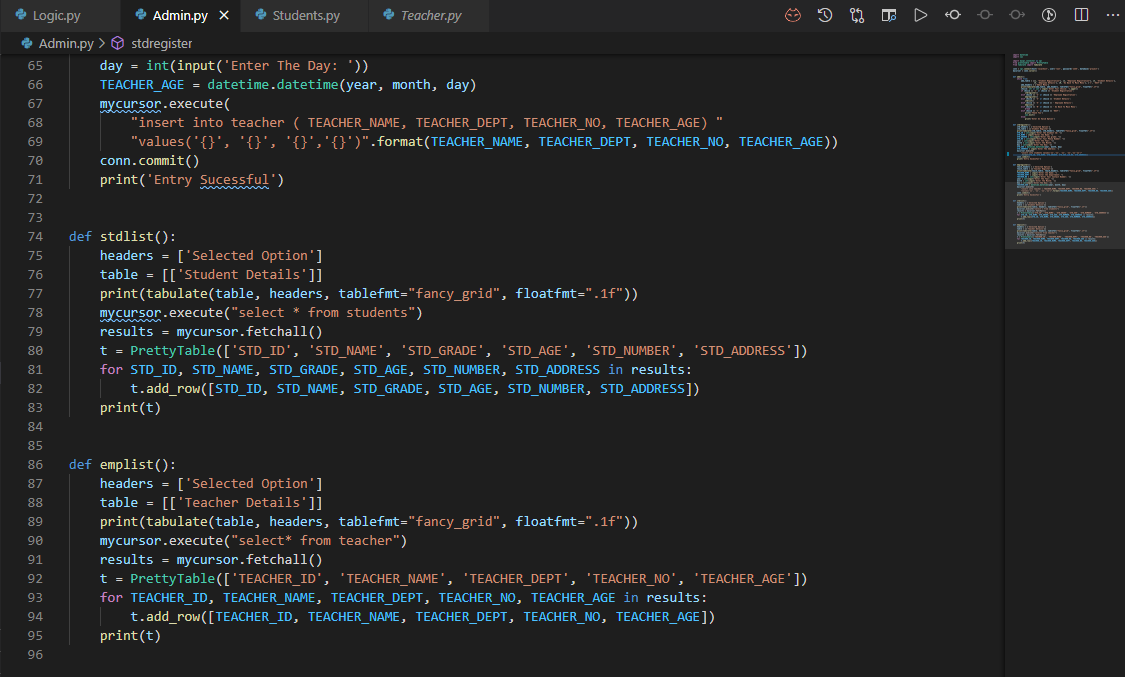 Logic.py Admin.py Students.py Teacher.py
Admin.py > stdregister
65 day = int(input('Enter The Day: '))
66 TEACHER_AGE = datetime.datetime(year, month, day)
67 mycursor.execute(
68 "insert into teacher ( TEACHER_NAME, TEACHER_DEPT, TEACHER_NO, TEACHER_AGE) "
69 "values('{}', '{}', '{}','{}')".format(TEACHER_NAME, TEACHER_DEPT, TEACHER_NO, TEACHER_AGE))
70 conn.commit()
71 print('Entry Sucessful')
72
73
74 def stdlist():
75 headers = ['Selected Option']
76 table = [['Student Details']]
77 print(tabulate(table, headers, tablefmt="fancy_grid", floatfmt=".1f"))
78 mycursor.execute("select * from students")
79 results = mycursor.fetchall()
80 t = PrettyTable(['STD_ID', 'STD_NAME', 'STD_GRADE', 'STD_AGE', 'STD_NUMBER', 'STD_ADDRESS'])
81 for STD_ID, STD_NAME, STD_GRADE, STD_AGE, STD_NUMBER, STD_ADDRESS in results:
82 t.add_row([STD_ID, STD_NAME, STD_GRADE, STD_AGE, STD_NUMBER, STD_ADDRESS])
83 print(t)
84
85
86 def emplist():
87 headers = ['Selected Option']
88 table = [['Teacher Details']]
89 print(tabulate(table, headers, tablefmt="fancy_grid", floatfmt=".1f"))
90 mycursor.execute("select* from teacher")
91 results = mycursor.fetchall()
92 t = PrettyTable(['TEACHER_ID', 'TEACHER_NAME', 'TEACHER_DEPT', 'TEACHER_NO', 'TEACHER_AGE'])
93 for TEACHER_ID, TEACHER_NAME, TEACHER_DEPT, TEACHER_NO, TEACHER_AGE in results:
94 t.add_row([TEACHER_ID, TEACHER_NAME, TEACHER_DEPT, TEACHER_NO, TEACHER_AGE])
95 print(t)
96